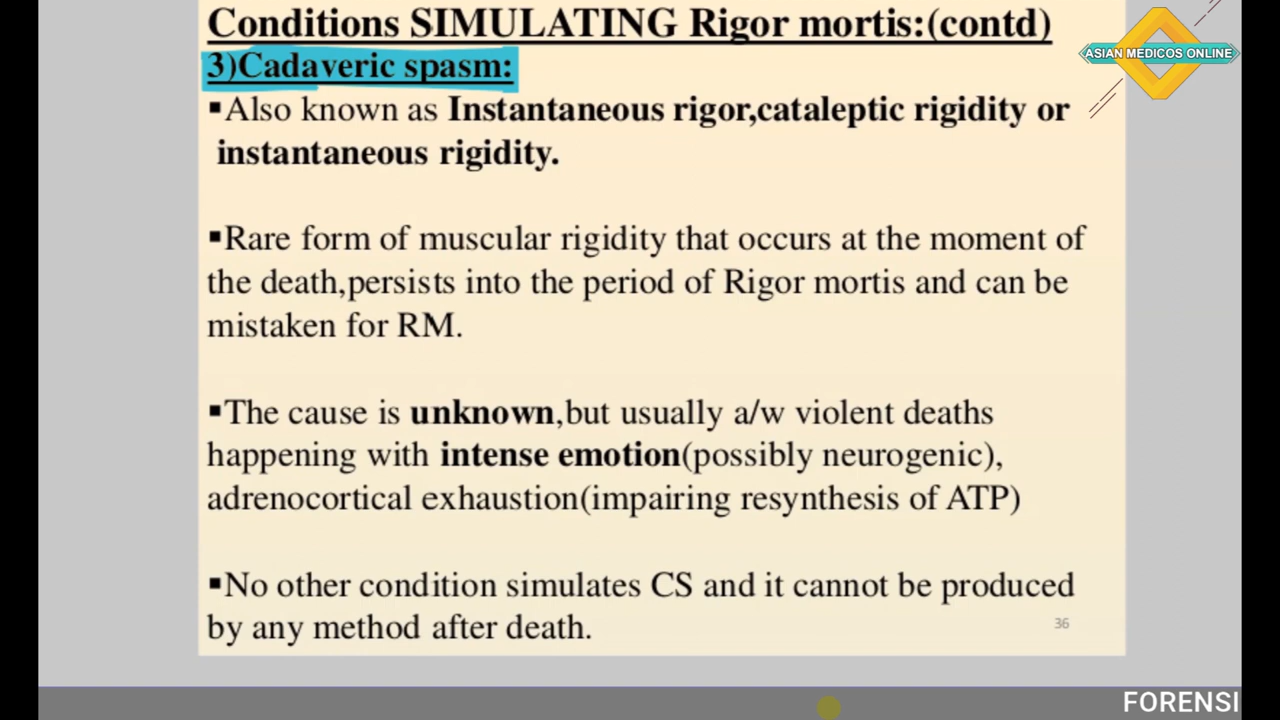 Conditions SIMULATING Rigor mortis:(contd)
ASIAN MEDICOS ONLINE
3)Cadaveric spasm:
▪Also known as Instantaneous rigor,cataleptic rigidity or
instantaneous rigidity.
▪Rare form of muscular rigidity that occurs at the moment of
the death,persists into the period of Rigor mortis and can be
mistaken for RM.
▪The cause is unknown,but usually a/w violent deaths
happening with intense emotion(possibly neurogenic),
adrenocortical exhaustion(impairing resynthesis of ATP)
▪No other condition simulates CS and it cannot be produced
by any method after death.
36
FORENSI